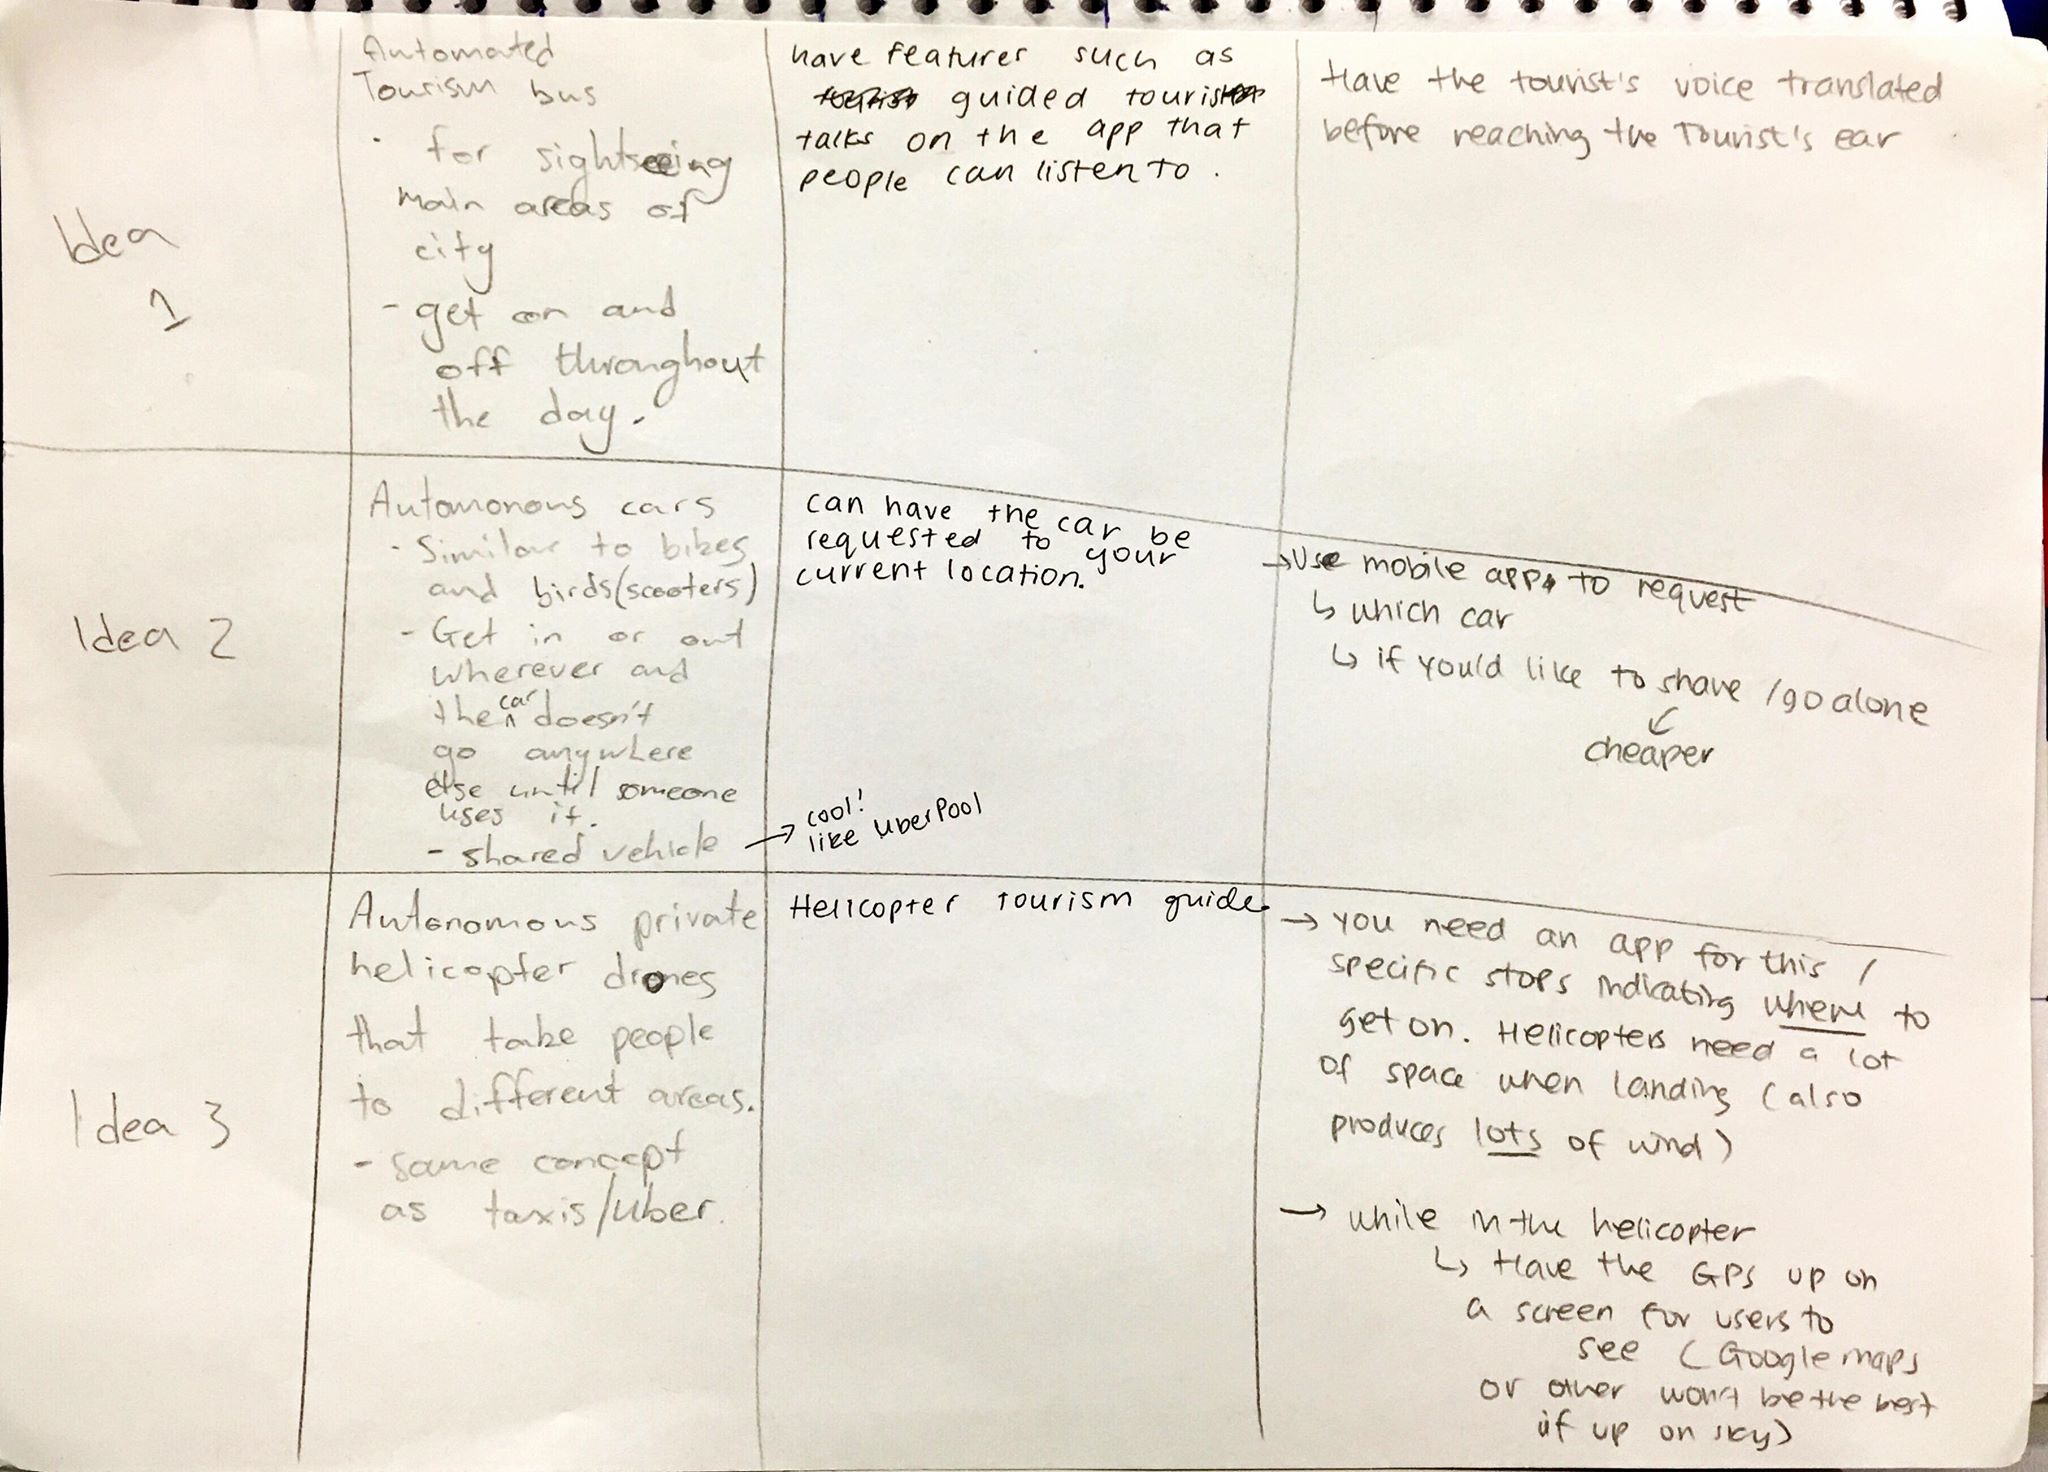 Idea
1
Automated
Tourism bus
· for sightseeing
main areas of
city
- get on and
off throughout
the day.
have features such as
guided tourist
talks on the app that
people can listen to.
Have the tourist's voice translated
before reaching the Tourist's ear
Idea 2
Automonous cars
- Similar to bikes
and birds (scooters)
- Get in or out
wherever and
then car doesn't
go anywhere
else until someone
uses it.
- shared vehicle →
can have the car be
requested to your
current location.
cool!
like UberPool
→ Use mobile app, to request
↳ which car
↳ if you'd like to share / go alone
↙
cheaper
Idea 3
Autonomous private
helicopter drones
that take people
to different areas.
- same concept
as taxis/uber.
Helicopter tourism guide.
→ you need an app for this /
specific stops indicating where to
get on. Helicopters need a lot
of space when landing (also
produces lots of wind)
→ while in the helicopter
↳ Have the GPS up on
a screen for users to
see (Google maps
or other won't be the best
if up on sky)